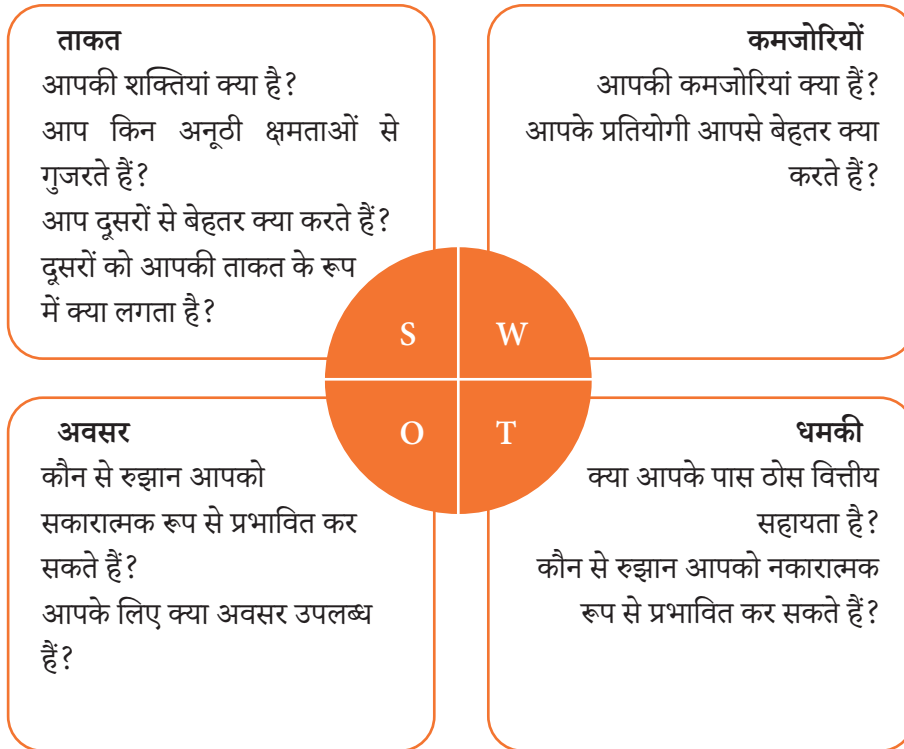 ताकत
आपकी शक्तियां क्या है?
आप किन अनूठी क्षमताओं से
गुजरते हैं?
आप दूसरों से बेहतर क्या करते हैं?
दूसरों को आपकी ताकत के रूप
में क्या लगता है?
कमजोरियों
आपकी कमजोरियां क्या हैं?
आपके प्रतियोगी आपसे बेहतर क्या
करते हैं?
S
W
O
T
अवसर
कौन से रुझान आपको
सकारात्मक रूप से प्रभावित कर
सकते हैं?
आपके लिए क्या अवसर उपलब्ध
हैं?
धमकी
क्या आपके पास ठोस वित्तीय
सहायता है?
कौन से रुझान आपको नकारात्मक
रूप से प्रभावित कर सकते हैं?